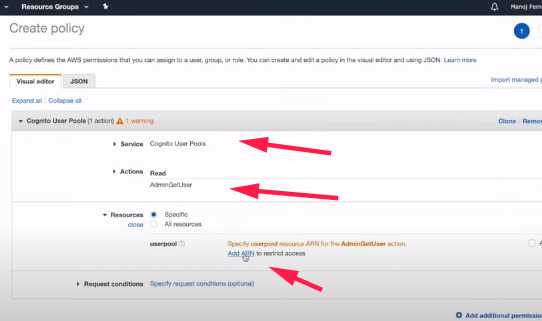 Resource Groups
Manoj Fern
Create policy
1
A policy defines the AWS permissions that you can assign to a user, group, or role. You can create and edit a policy in the visual editor and using JSON. Learn more
Visual editor JSON
Import managed p
Expand all | Collapse all
Cognito User Pools (1 action) 1 warning
Clone | Remov
Service Cognito User Pools
Actions Read
AdminGetUser
Resources Specific
close All resources
userpool Specify userpool resource ARN for the AdminGetUser action. A
Add ARN to restrict access
Request conditions Specify request conditions (optional)
Add additional permission